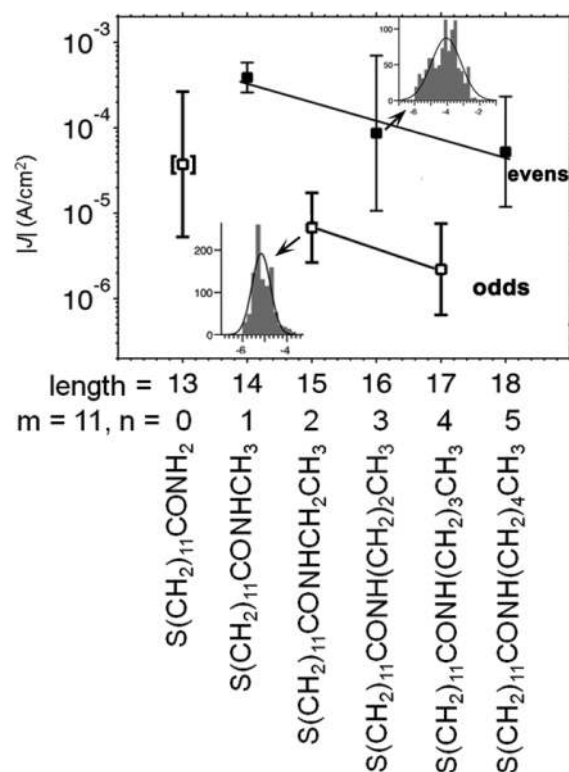 10⁻³
10⁻⁴
10⁻⁵
10⁻⁶
|J| (A/cm²)
[ ]
100
50
0
-6 -4 -2
evens
200
100
0
-6 -4
odds
length = 13 14 15 16 17 18
m = 11, n = 0 1 2 3 4 5
S(CH₂)₁₁CONH₂
S(CH₂)₁₁CONHCH₃
S(CH₂)₁₁CONHCH₂CH₃
S(CH₂)₁₁CONH(CH₂)₂CH₃
S(CH₂)₁₁CONH(CH₂)₃CH₃
S(CH₂)₁₁CONH(CH₂)₄CH₃